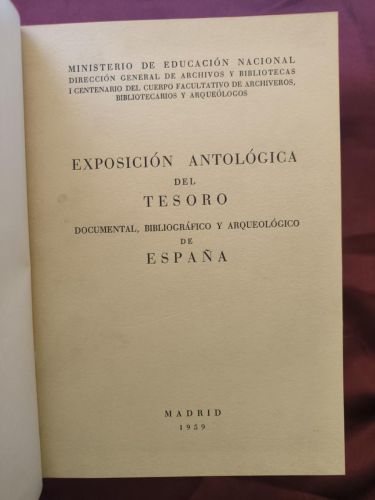 MINISTERIO DE EDUCACIÓN NACIONAL
DIRECCIÓN GENERAL DE ARCHIVOS Y BIBLIOTECAS
I CENTENARIO DEL CUERPO FACULTATIVO DE ARCHIVEROS,
BIBLIOTECARIOS Y ARQUEÓLOGOS
EXPOSICIÓN ANTOLÓGICA
DEL
TESORO
DOCUMENTAL, BIBLIOGRÁFICO Y ARQUEOLÓGICO
DE
ESPAÑA
MADRID
1959